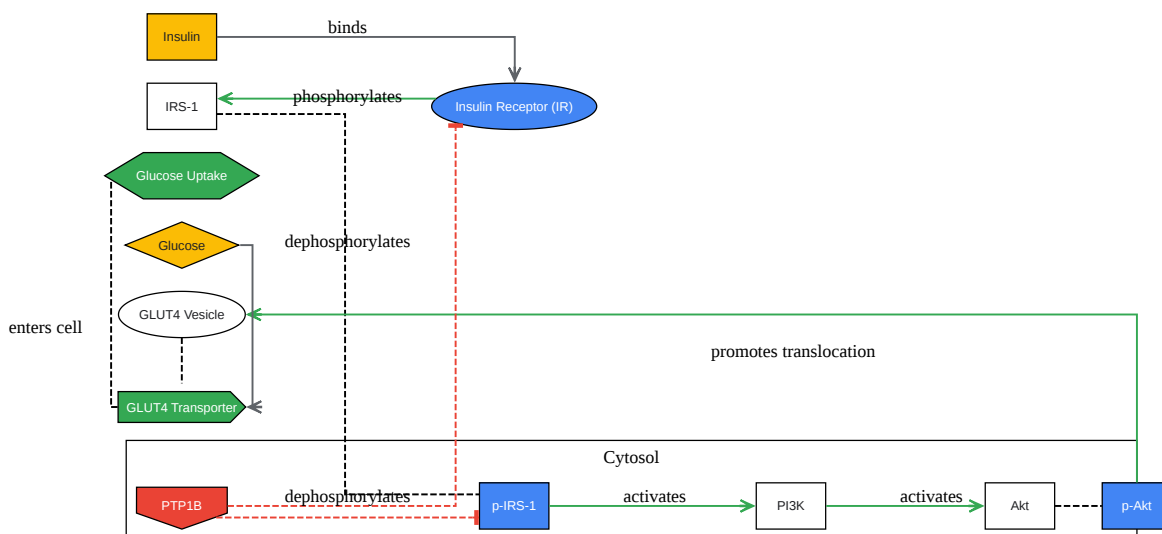 binds
Insulin
phosphorylates
IRS-1
Insulin Receptor (IR)
Glucose Uptake
dephosphorylates
Glucose
GLUT4 Vesicle
enters cell
promotes translocation
GLUT4 Transporter
Cytosol
PTP1B
dephosphorylates
p-IRS-1
activates
PI3K
activates
Akt
p-Akt